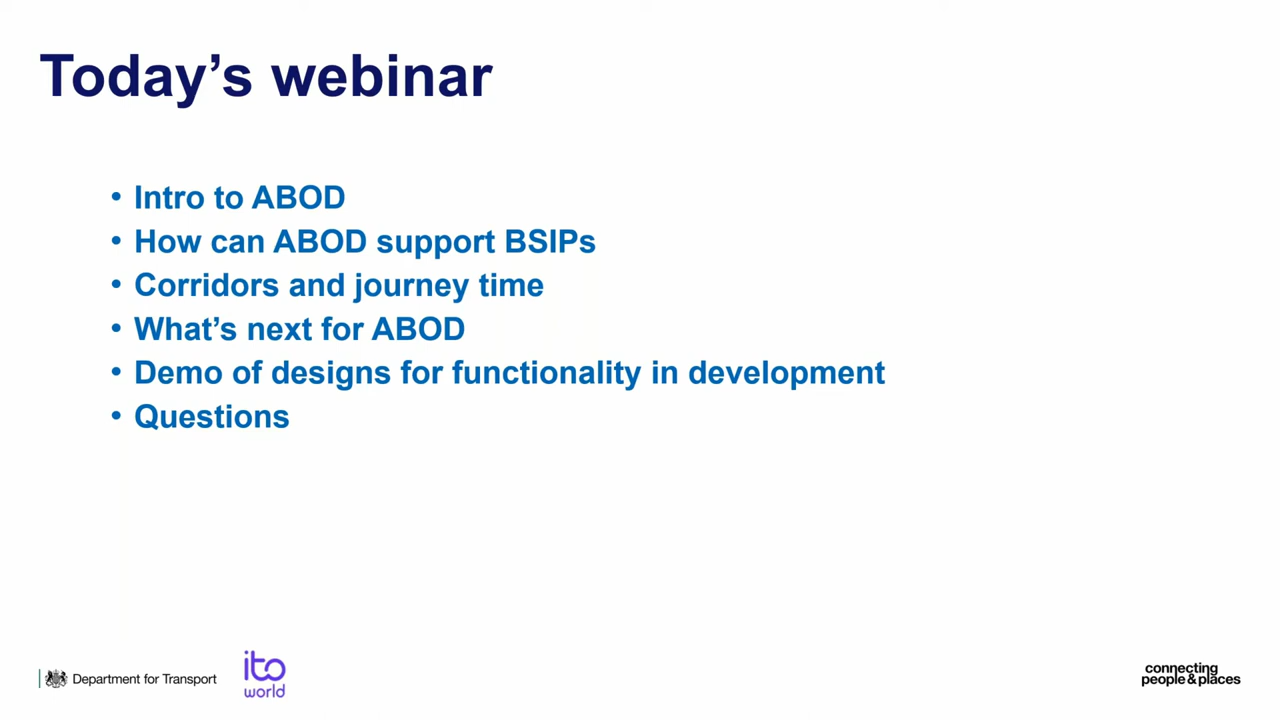 Today’s webinar
• Intro to ABOD
• How can ABOD support BSIPs
• Corridors and journey time
• What’s next for ABOD
• Demo of designs for functionality in development
• Questions
Department for Transport
ito
world
connecting
people&places